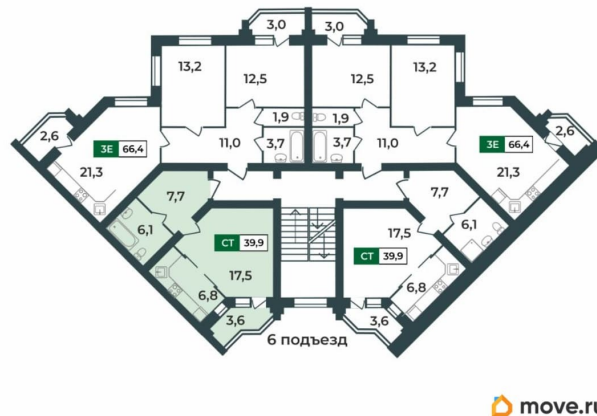 3,0 3,0
13,2 12,5 12,5 13,2
2,6 1,9 1,9 2,6
3Е 66,4 11,0 3,7 3,7 11,0 3Е 66,4
21,3 21,3
7,7 7,7
6,1 6,1
СТ 39,9 17,5
17,5 СТ 39,9
6,8 6,8
3,6 3,6
6 подъезд
move.ru